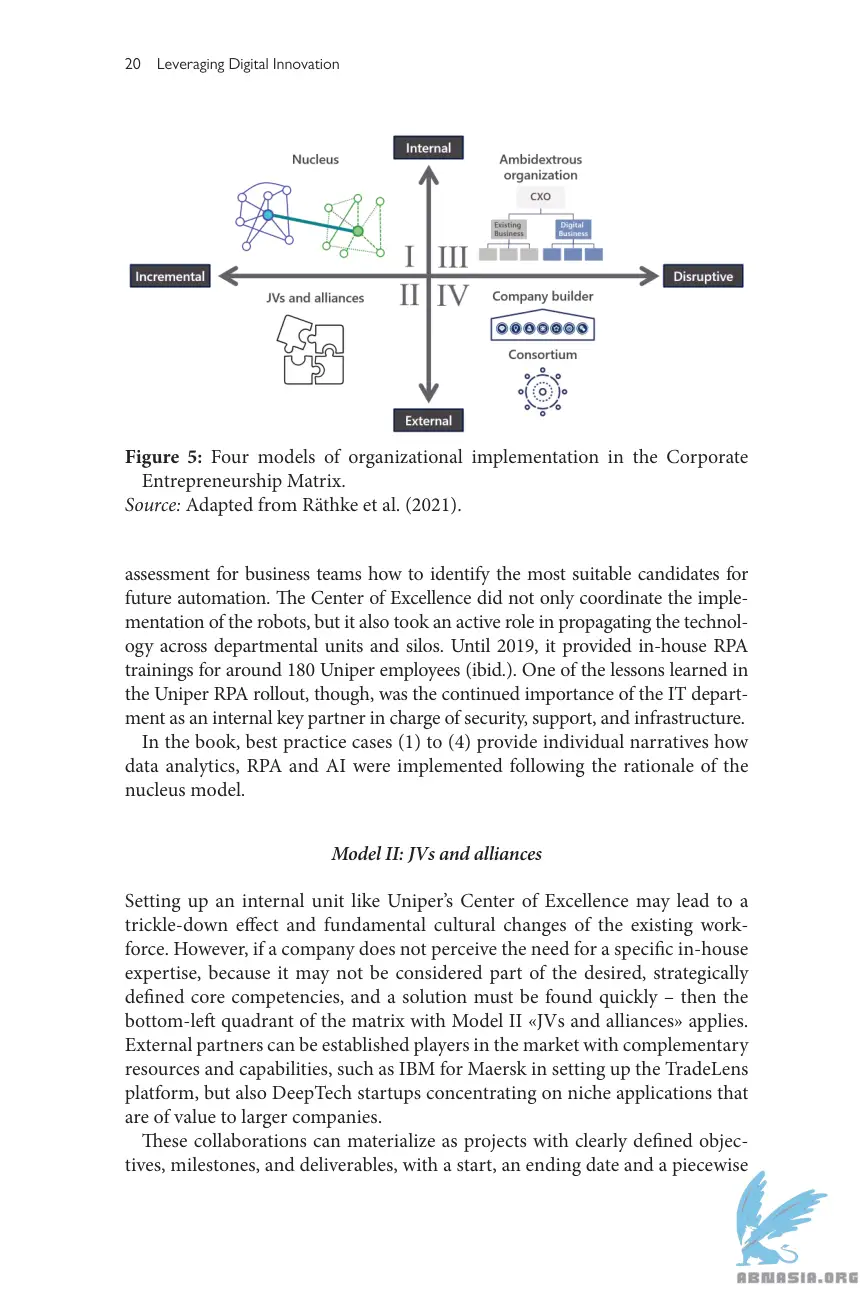 20 Leveraging Digital Innovation
Internal
Nucleus
Ambidextrous
organization
CXO
Existing
Business
Digital
Business
I III
Incremental
Disruptive
II IV
JVs and alliances
Company builder
Consortium
External
Figure 5: Four models of organizational implementation in the Corporate
Entrepreneurship Matrix.
Source: Adapted from Räthke et al. (2021).
assessment for business teams how to identify the most suitable candidates for
future automation. The Center of Excellence did not only coordinate the imple-
mentation of the robots, but it also took an active role in propagating the technol-
ogy across departmental units and silos. Until 2019, it provided in-house RPA
trainings for around 180 Uniper employees (ibid.). One of the lessons learned in
the Uniper RPA rollout, though, was the continued importance of the IT depart-
ment as an internal key partner in charge of security, support, and infrastructure.
In the book, best practice cases (1) to (4) provide individual narratives how
data analytics, RPA and AI were implemented following the rationale of the
nucleus model.
Model II: JVs and alliances
Setting up an internal unit like Uniper’s Center of Excellence may lead to a
trickle-down effect and fundamental cultural changes of the existing work-
force. However, if a company does not perceive the need for a specific in-house
expertise, because it may not be considered part of the desired, strategically
defined core competencies, and a solution must be found quickly – then the
bottom-left quadrant of the matrix with Model II «JVs and alliances» applies.
External partners can be established players in the market with complementary
resources and capabilities, such as IBM for Maersk in setting up the TradeLens
platform, but also DeepTech startups concentrating on niche applications that
are of value to larger companies.
These collaborations can materialize as projects with clearly defined objec-
tives, milestones, and deliverables, with a start, an ending date and a piecewise
ABNASIA.ORG